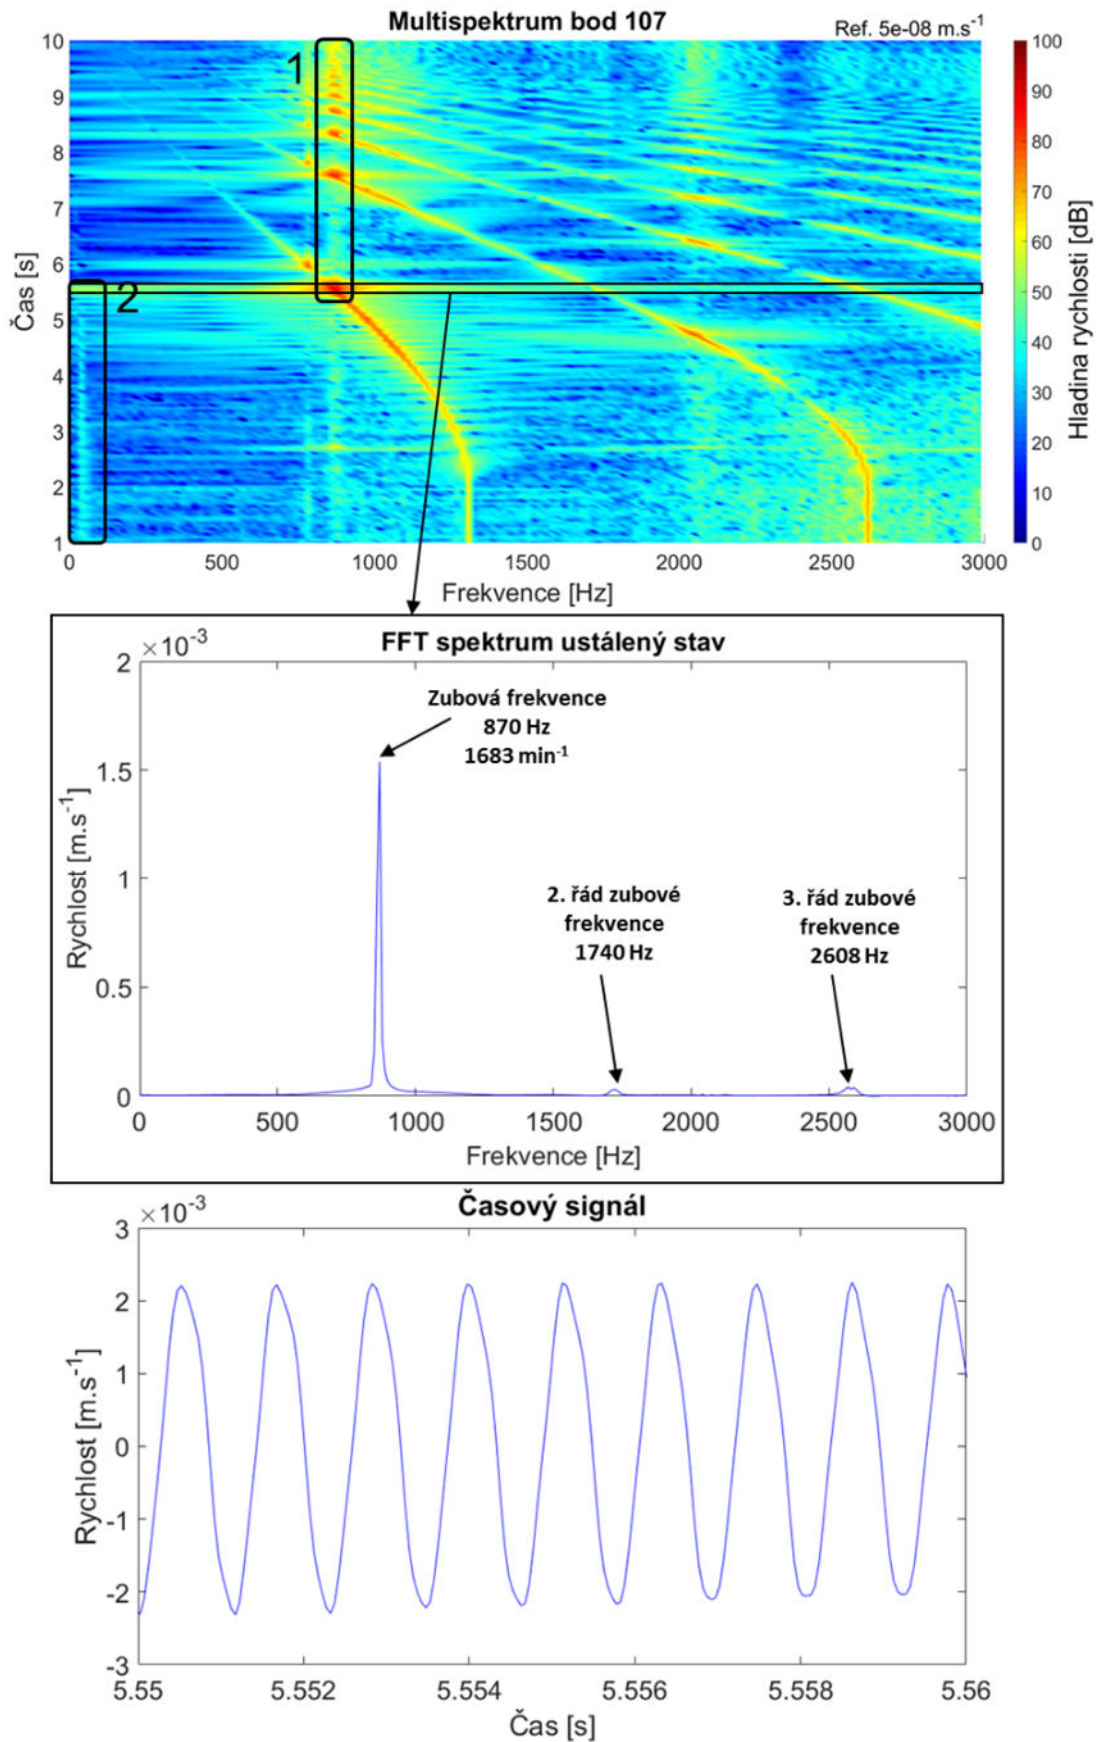 Multispektrum bod 107
Ref. 5e-08 m.s⁻¹
10
9
8
7
6
5
4
3
2
1
Čas [s]
1
2
0
500
1000
1500
2000
2500
3000
Frekvence [Hz]
100
90
80
70
60
50
40
30
20
10
0
Hladina rychlosti [dB]
FFT spektrum ustálený stav
×10⁻³
2
1.5
1
0.5
0
Rychlost [m.s⁻¹]
Zubová frekvence
870 Hz
1683 min⁻¹
2. řád zubové
frekvence
1740 Hz
3. řád zubové
frekvence
2608 Hz
0
500
1000
1500
2000
2500
3000
Frekvence [Hz]
Časový signál
×10⁻³
3
2
1
0
-1
-2
-3
Rychlost [m.s⁻¹]
5.55
5.552
5.554
5.556
5.558
5.56
Čas [s]